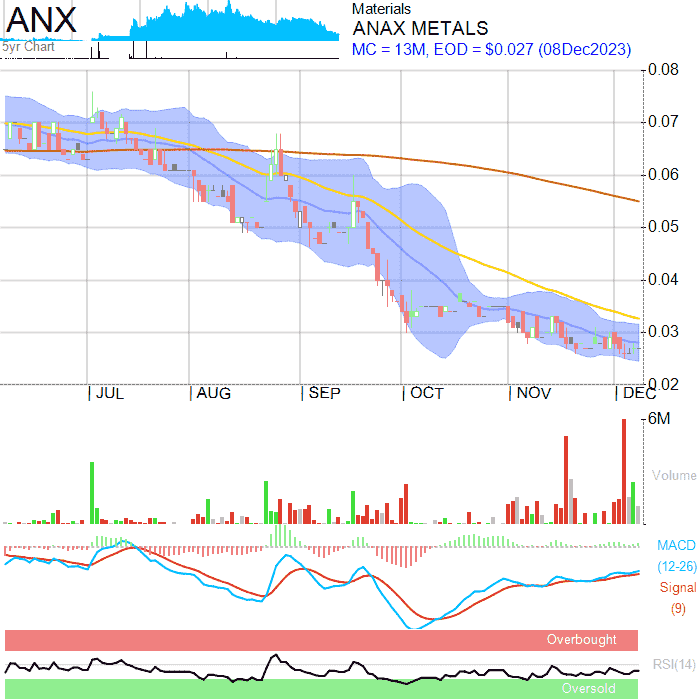 ANX
5yr Chart
Materials
ANAX METALS
MC = 13M, EOD = $0.027 (08Dec2023)
0.08
0.07
0.06
0.05
0.04
0.03
0.02
JUL
AUG
SEP
OCT
NOV
DEC
6M
Volume
MACD
(12-26)
Signal
(9)
Overbought
RSI(14)
Oversold